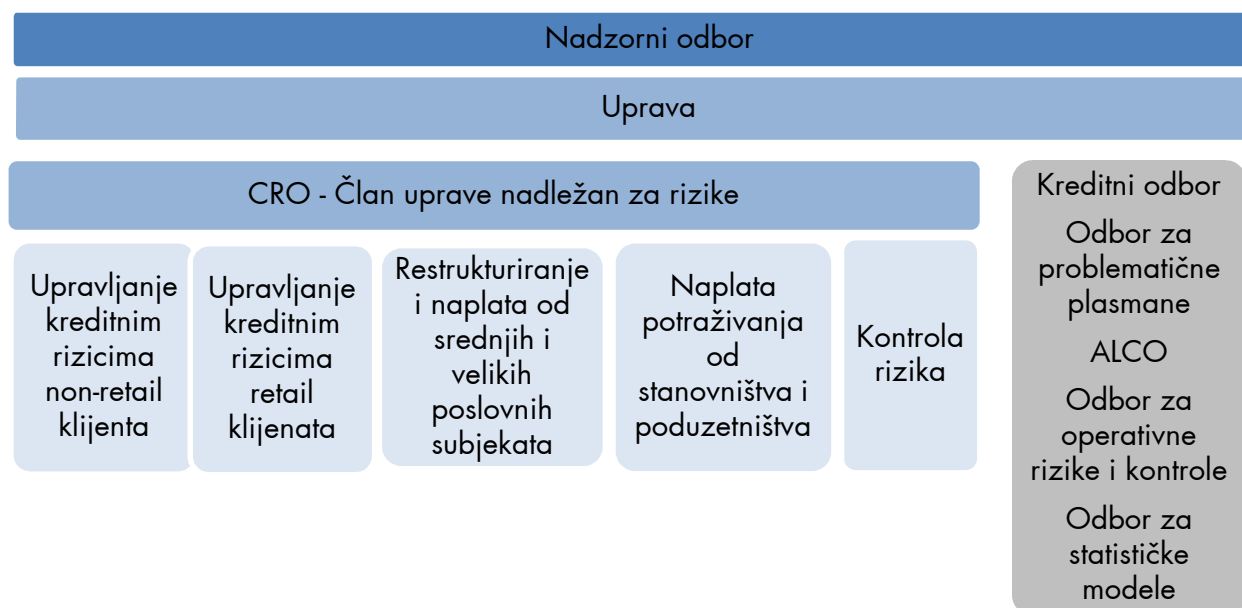 Nadzorni odbor
Uprava
CRO - Član uprave nadležan za rizike
Upravljanje
kreditnim
rizicima
non-retail
klijenta
Upravljanje
kreditnim
rizicima
retail
klijenata
Restrukturiranje
i naplata od
srednjih i
velikih
poslovnih
subjekata
Naplata
potraživanja
od
stanovništva i
poduzetništva
Kontrola
rizika
Kreditni odbor
Odbor za
problematične
plasmane
ALCO
Odbor za
operativne
rizike i kontrole
Odbor za
statističke
modele